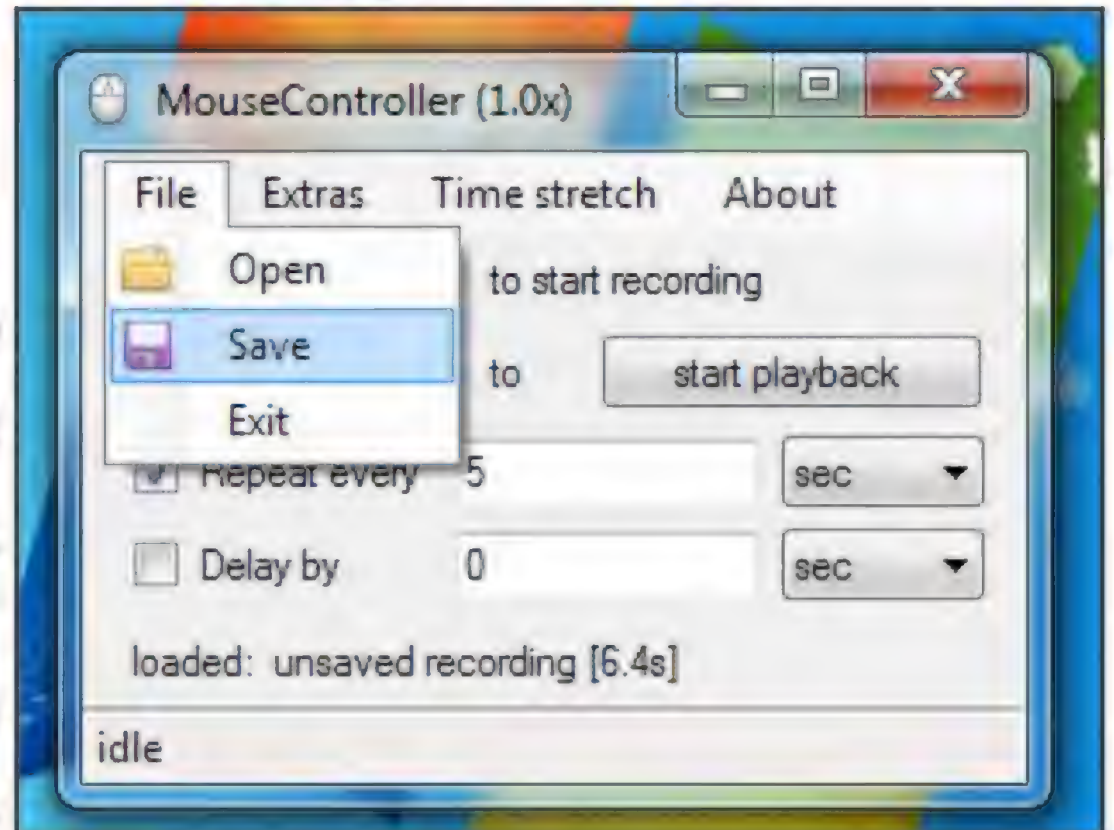 MouseController (1.0x)
File Extras Time stretch About
Open
to start recording
Save
to start playback
Exit
Repeat every 5 sec
Delay by 0 sec
loaded: unsaved recording [6.4s]
idle